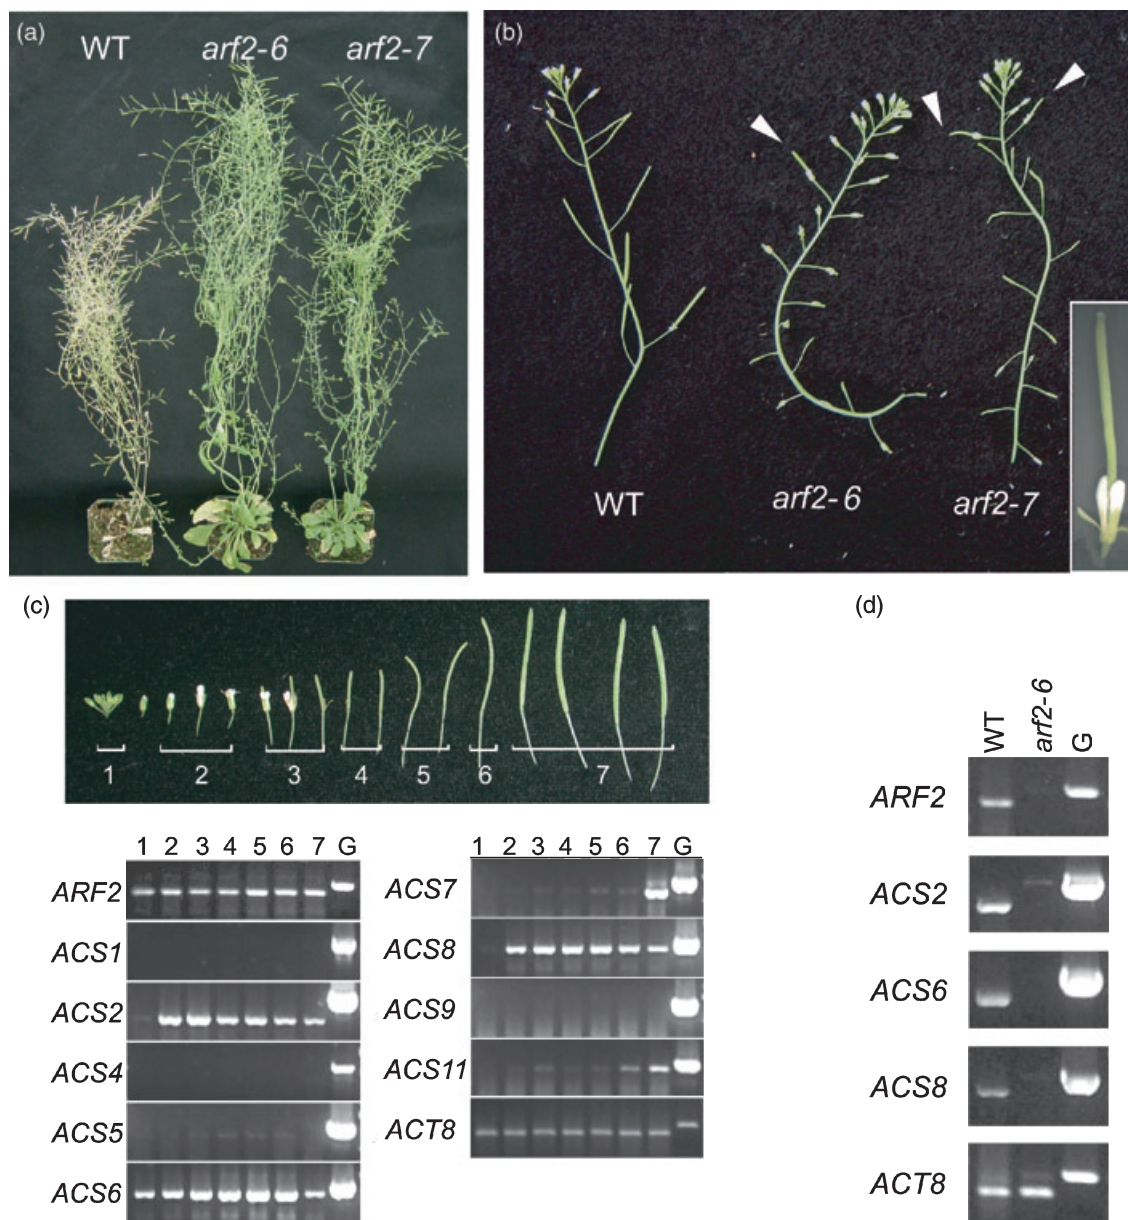 (a)
WT arf2-6 arf2-7
(b)
WT arf2-6 arf2-7
(c)
1 2 3 4 5 6 7
1 2 3 4 5 6 7 G
ARF2
ACS1
ACS2
ACS4
ACS5
ACS6
1 2 3 4 5 6 7 G
ACS7
ACS8
ACS9
ACS11
ACT8
(d)
WT arf2-6 G
ARF2
ACS2
ACS6
ACS8
ACT8